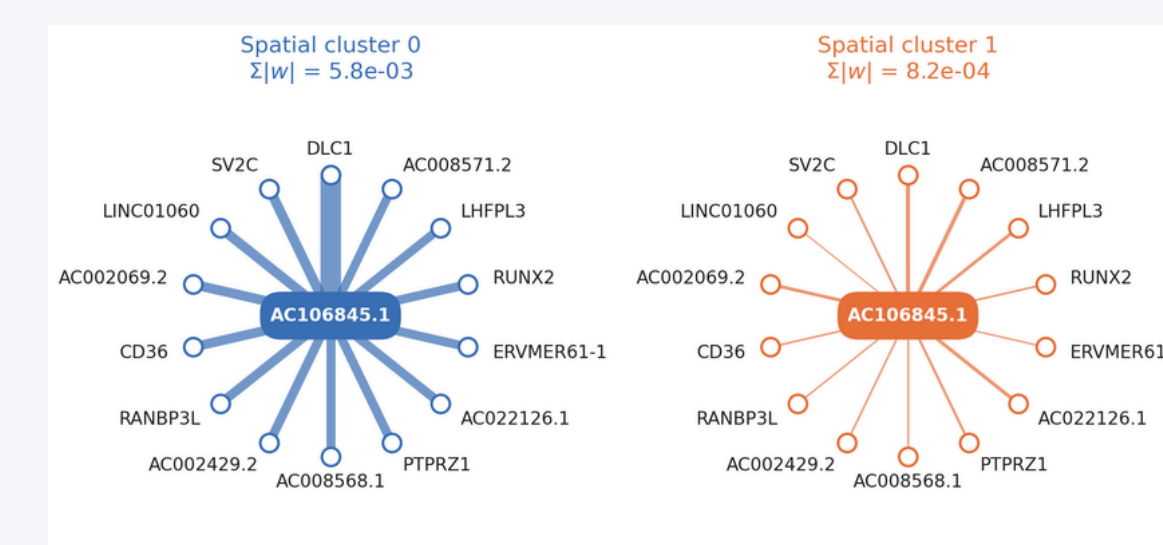 Spatial cluster 0
Σ|w| = 5.8e-03
DLC1
SV2C
AC008571.2
LINC01060
LHFPL3
AC002069.2
RUNX2
AC106845.1
CD36
ERVMER61-1
RANBP3L
AC022126.1
AC002429.2
PTPRZ1
AC008568.1
Spatial cluster 1
Σ|w| = 8.2e-04
DLC1
SV2C
AC008571.2
LINC01060
LHFPL3
AC002069.2
RUNX2
AC106845.1
CD36
ERVMER61
RANBP3L
AC022126.1
AC002429.2
PTPRZ1
AC008568.1